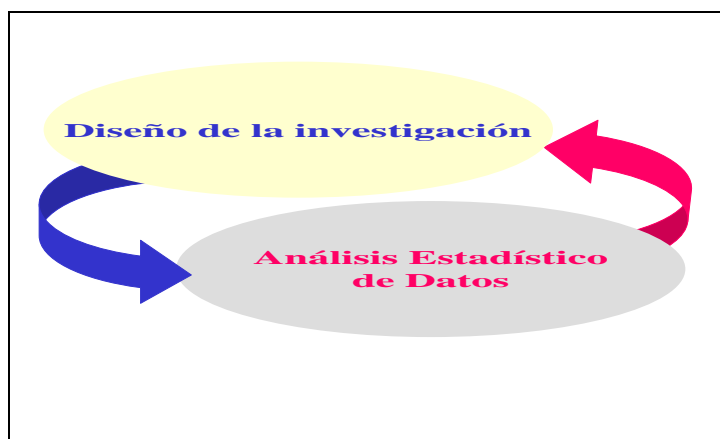 Diseño de la investigación
Análisis Estadístico
de Datos